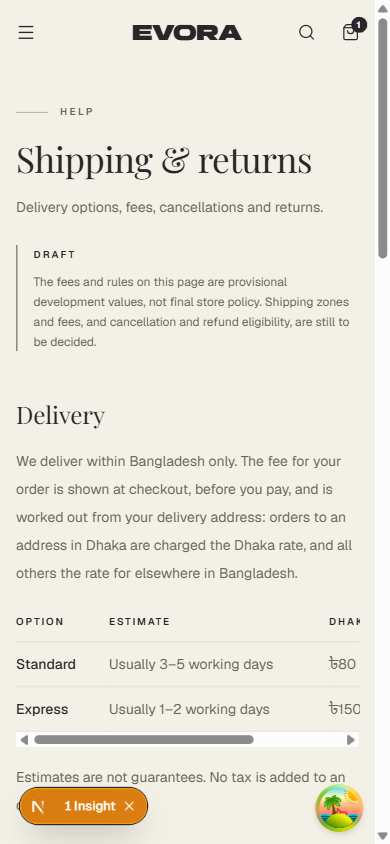 EVORA
1
HELP
Shipping & returns
Delivery options, fees, cancellations and returns.
DRAFT
The fees and rules on this page are provisional
development values, not final store policy. Shipping zones
and fees, and cancellation and refund eligibility, are still to
be decided.
Delivery
We deliver within Bangladesh only. The fee for your
order is shown at checkout, before you pay, and is
worked out from your delivery address: orders to an
address in Dhaka are charged the Dhaka rate, and all
others the rate for elsewhere in Bangladesh.
OPTION ESTIMATE
Standard Usually 3–5 working days ৳80
Express Usually 1–2 working days ৳150
Estimates are not guarantees. No tax is added to an
N 1 Insight